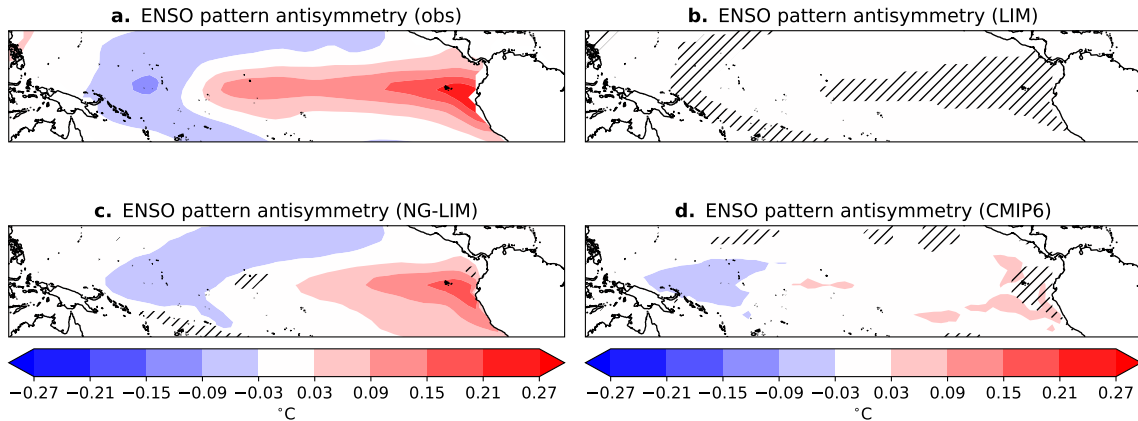 a. ENSO pattern antisymmetry (obs)
b. ENSO pattern antisymmetry (LIM)
c. ENSO pattern antisymmetry (NG-LIM)
d. ENSO pattern antisymmetry (CMIP6)
−0.27 −0.21 −0.15 −0.09 −0.03 0.03 0.09 0.15 0.21 0.27
°C
−0.27 −0.21 −0.15 −0.09 −0.03 0.03 0.09 0.15 0.21 0.27
°C